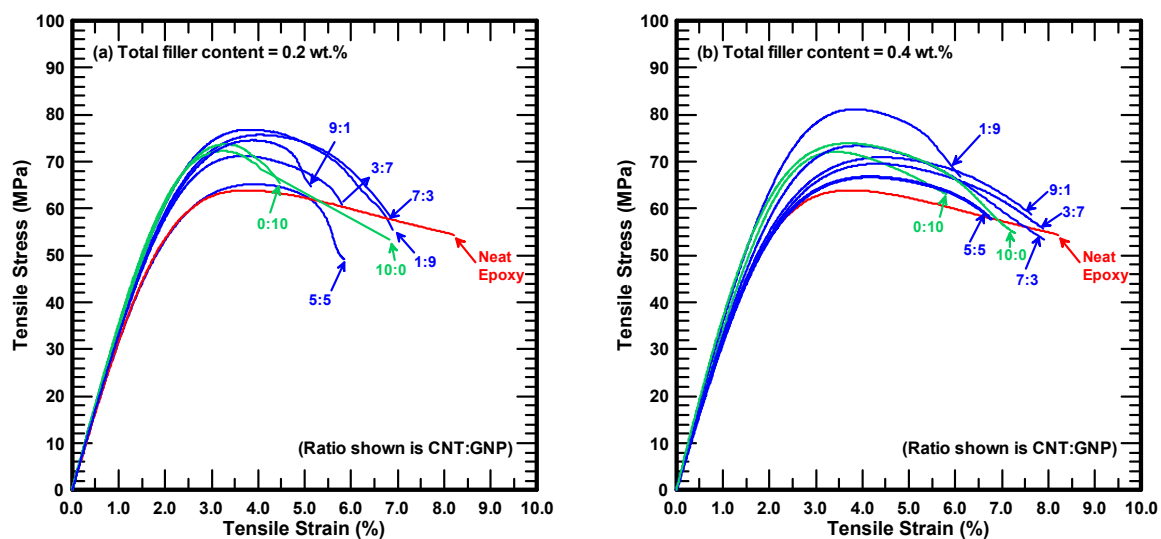 (a) Total filler content = 0.2 wt.%
100
90
80
70
60
50
40
30
20
10
0
Tensile Stress (MPa)
9:1
3:7
7:3
0:10
10:0
1:9
5:5
Neat
Epoxy
(Ratio shown is CNT:GNP)
0.0 1.0 2.0 3.0 4.0 5.0 6.0 7.0 8.0 9.0 10.0
Tensile Strain (%)
(b) Total filler content = 0.4 wt.%
100
90
80
70
60
50
40
30
20
10
0
Tensile Stress (MPa)
1:9
9:1
3:7
0:10
5:5
10:0
7:3
Neat
Epoxy
(Ratio shown is CNT:GNP)
0.0 1.0 2.0 3.0 4.0 5.0 6.0 7.0 8.0 9.0 10.0
Tensile Strain (%)